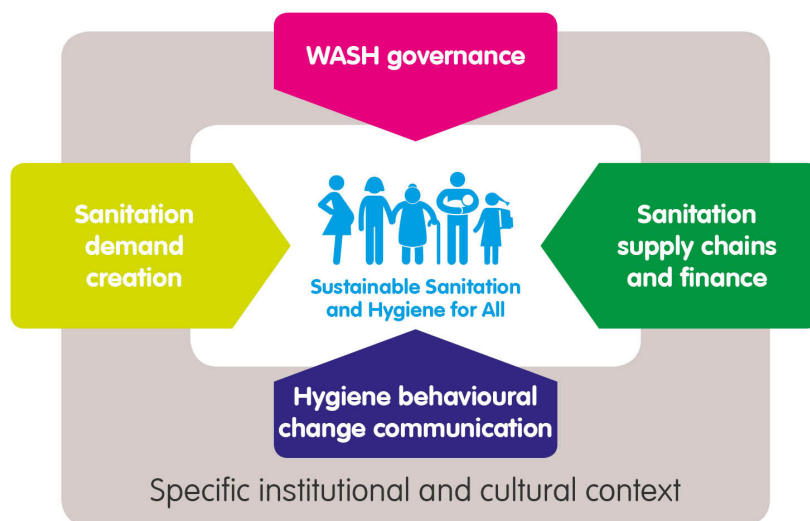 WASH governance
Sanitation
demand
creation
Sustainable Sanitation
and Hygiene for All
Sanitation
supply chains
and finance
Hygiene behavioural
change communication
Specific institutional and cultural context